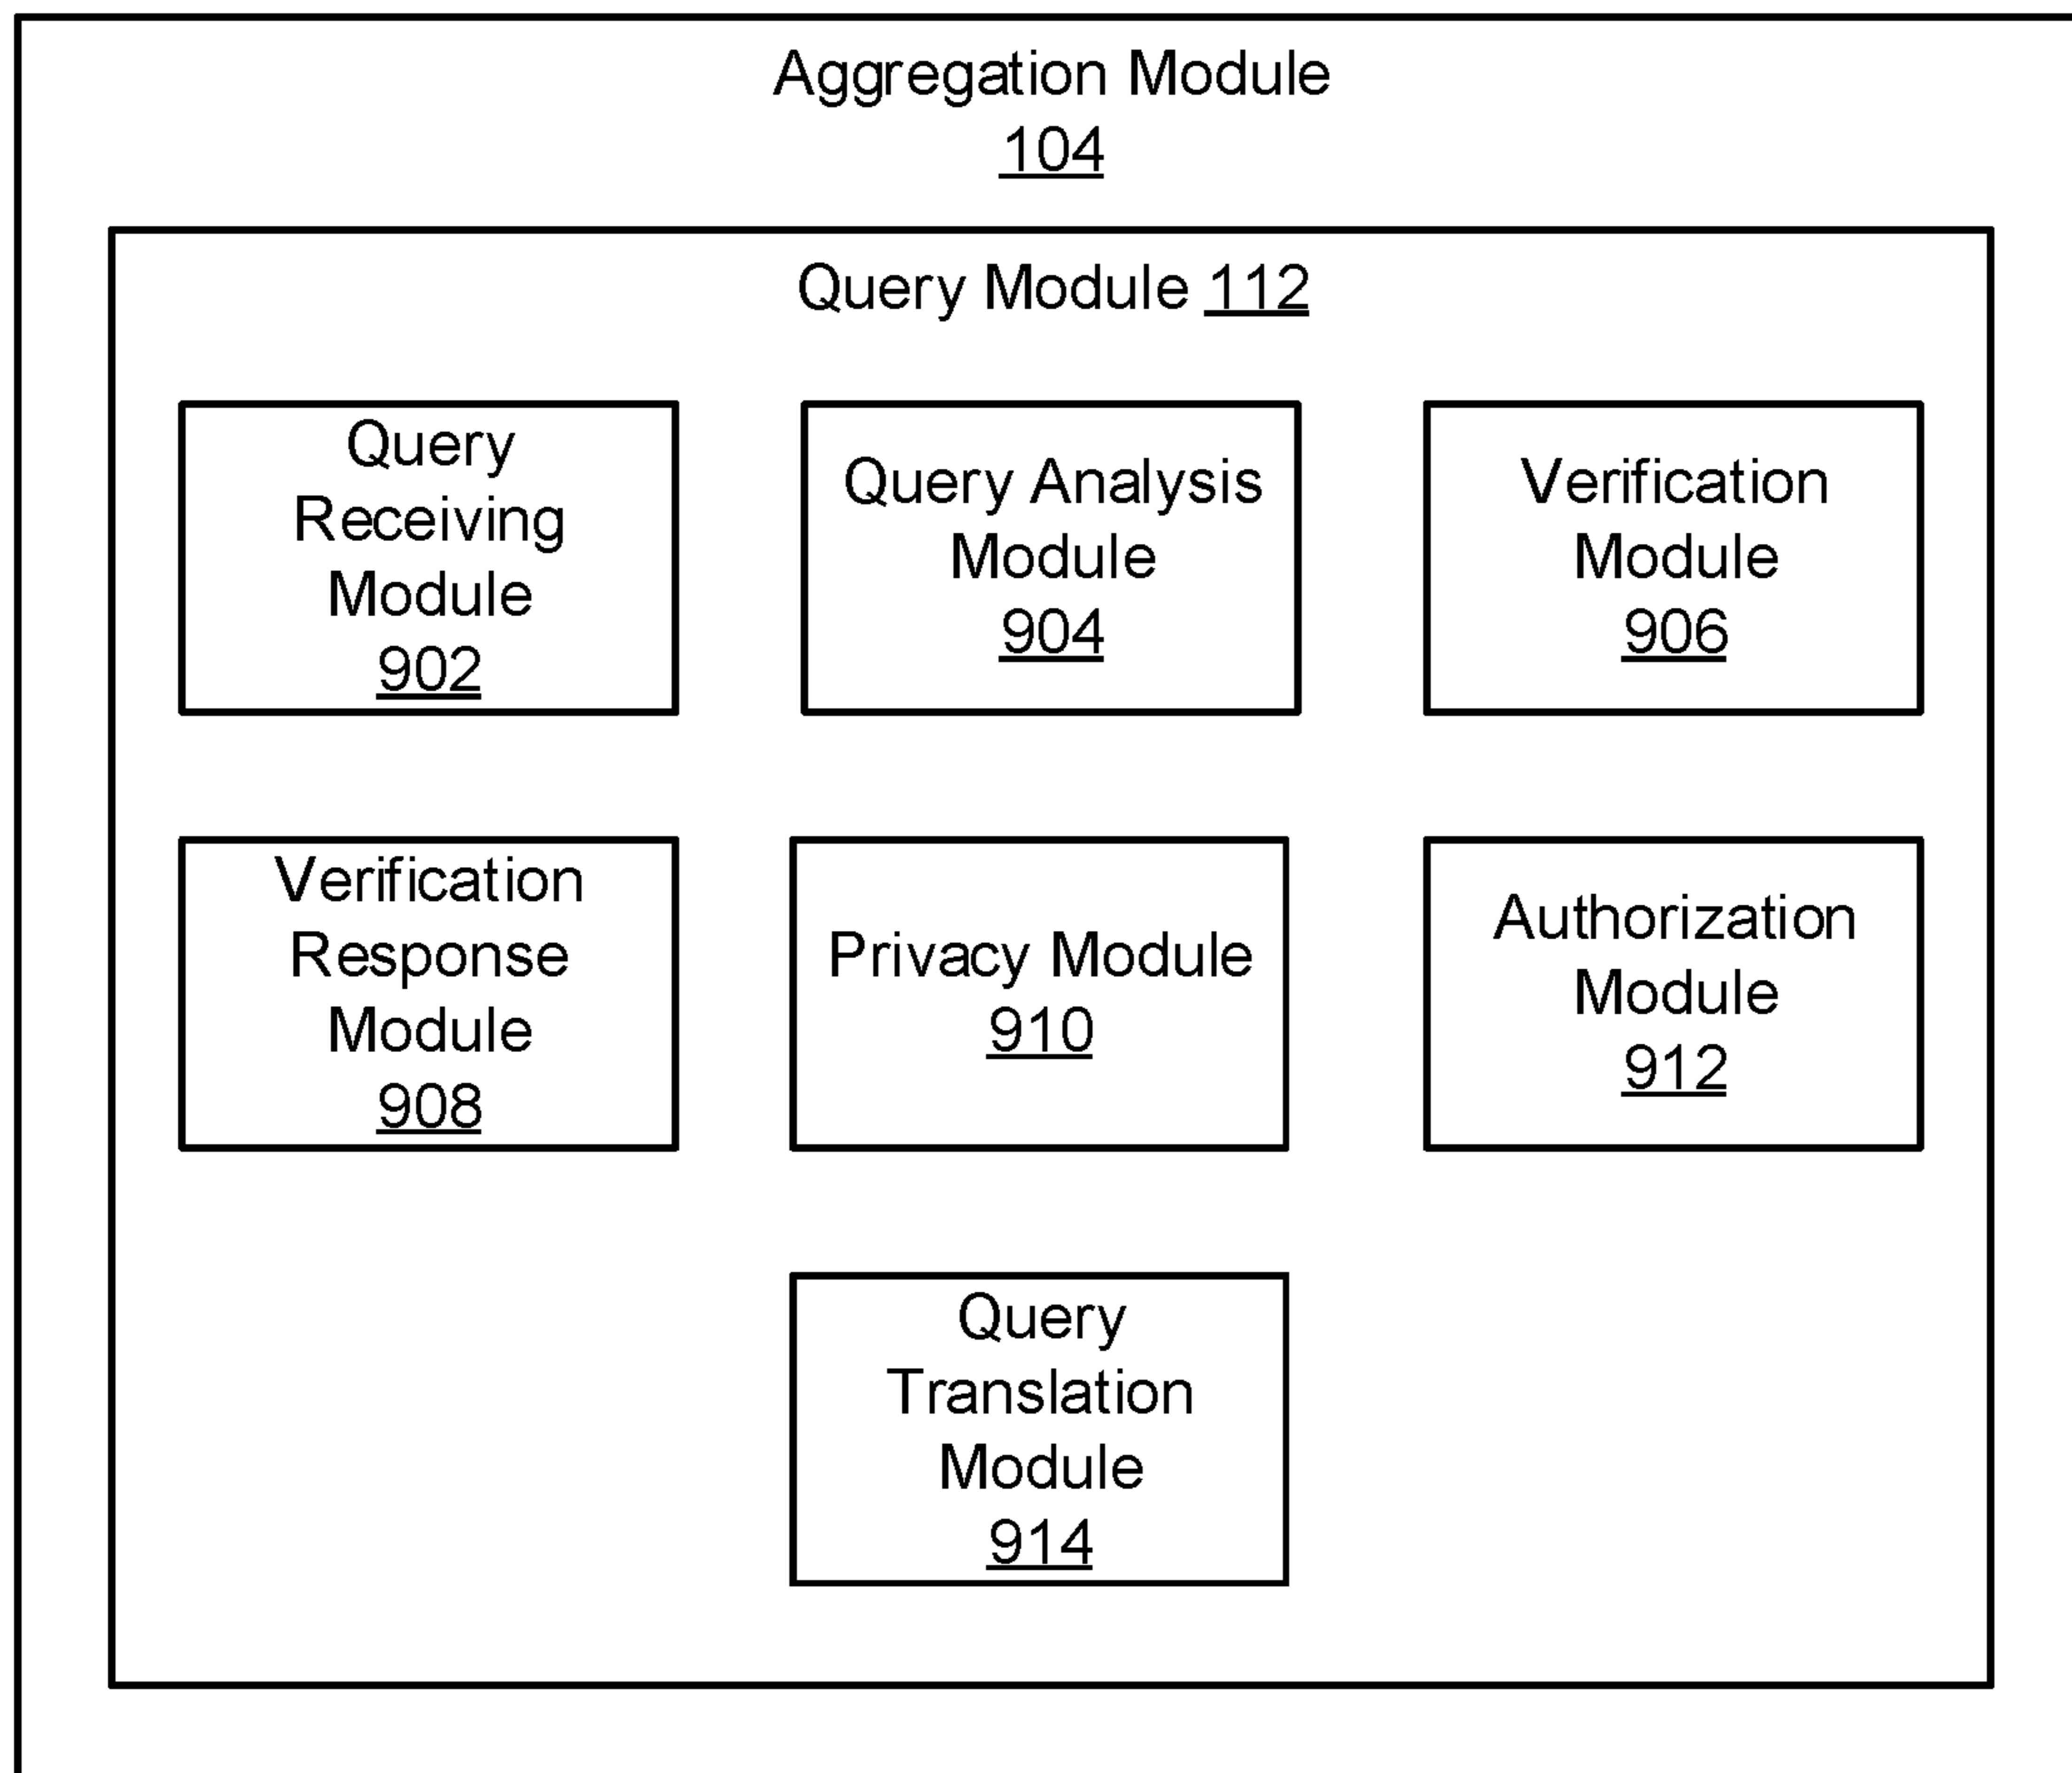 Aggregation Module
104
Query Module 112
Query
Receiving
Module
902
Query Analysis
Module
904
Verification
Module
906
Verification
Response
Module
908
Privacy Module
910
Authorization
Module
912
Query
Translation
Module
914